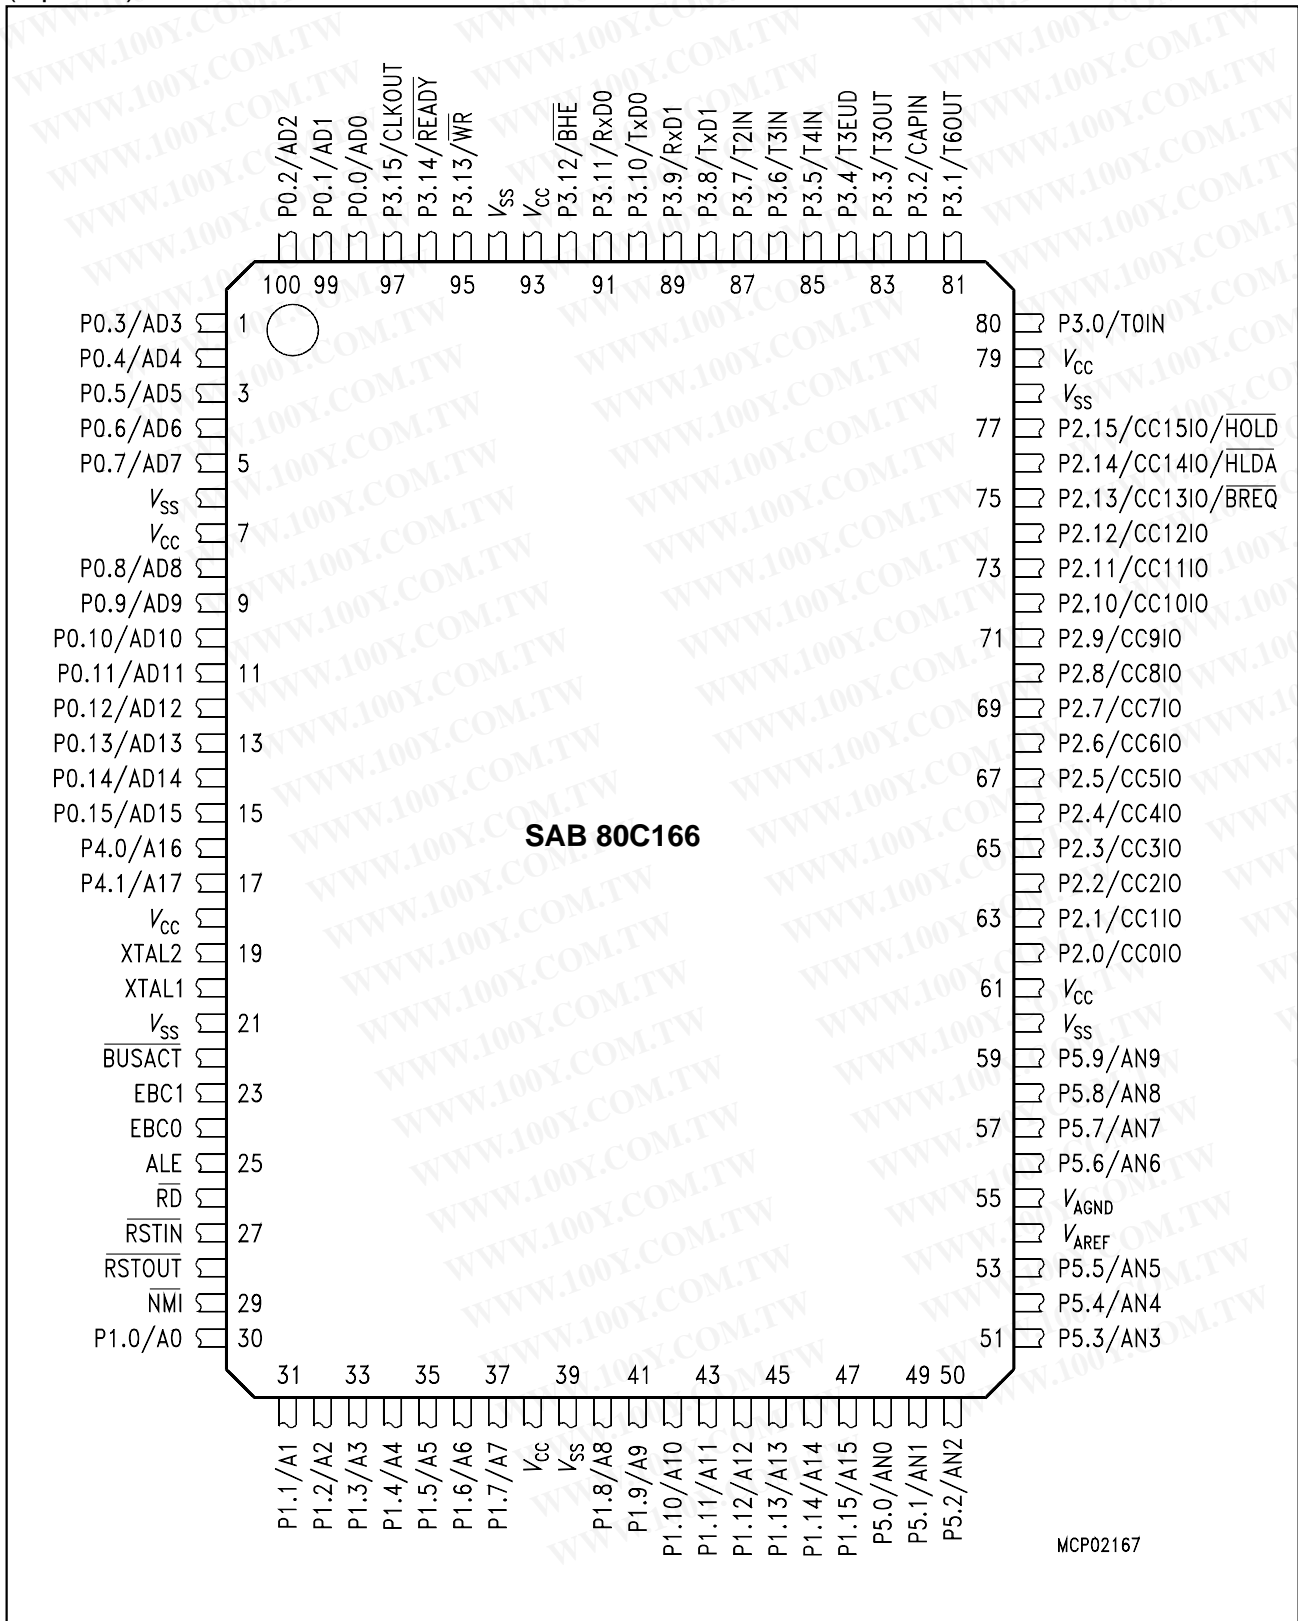 P0.2/AD2
P0.1/AD1
P0.0/AD0
P3.15/CLKOUT
P3.14/READY
P3.13/WR
VSS
VCC
P3.12/BHE
P3.11/RxD0
P3.10/TxD0
P3.9/RxD1
P3.8/TxD1
P3.7/T2IN
P3.6/T3IN
P3.5/T4IN
P3.4/T3EUD
P3.3/T3OUT
P3.2/CAPIN
P3.1/T6OUT
100 99 97 95 93 91 89 87 85 83 81
P0.3/AD3 1
P0.4/AD4
P0.5/AD5 3
P0.6/AD6
P0.7/AD7 5
VSS
VCC 7
P0.8/AD8
P0.9/AD9 9
P0.10/AD10
P0.11/AD11 11
P0.12/AD12
P0.13/AD13 13
P0.14/AD14
P0.15/AD15 15
P4.0/A16
P4.1/A17 17
VCC
XTAL2 19
XTAL1
VSS 21
BUSACT
EBC1 23
EBC0
ALE 25
RD
RSTIN 27
RSTOUT
NMI 29
P1.0/A0 30
SAB 80C166
80 P3.0/T0IN
79 VCC
VSS
77 P2.15/CC15IO/HOLD
P2.14/CC14IO/HLDA
75 P2.13/CC13IO/BREQ
P2.12/CC12IO
73 P2.11/CC11IO
P2.10/CC10IO
71 P2.9/CC9IO
P2.8/CC8IO
69 P2.7/CC7IO
P2.6/CC6IO
67 P2.5/CC5IO
P2.4/CC4IO
65 P2.3/CC3IO
P2.2/CC2IO
63 P2.1/CC1IO
P2.0/CC0IO
61 VCC
VSS
59 P5.9/AN9
P5.8/AN8
57 P5.7/AN7
P5.6/AN6
55 VAGND
VAREF
53 P5.5/AN5
P5.4/AN4
51 P5.3/AN3
31 33 35 37 39 41 43 45 47 49 50
P1.1/A1
P1.2/A2
P1.3/A3
P1.4/A4
P1.5/A5
P1.6/A6
P1.7/A7
VCC
VSS
P1.8/A8
P1.9/A9
P1.10/A10
P1.11/A11
P1.12/A12
P1.13/A13
P1.14/A14
P1.15/A15
P5.0/AN0
P5.1/AN1
P5.2/AN2
MCP02167
WWW.100Y.COM.TW